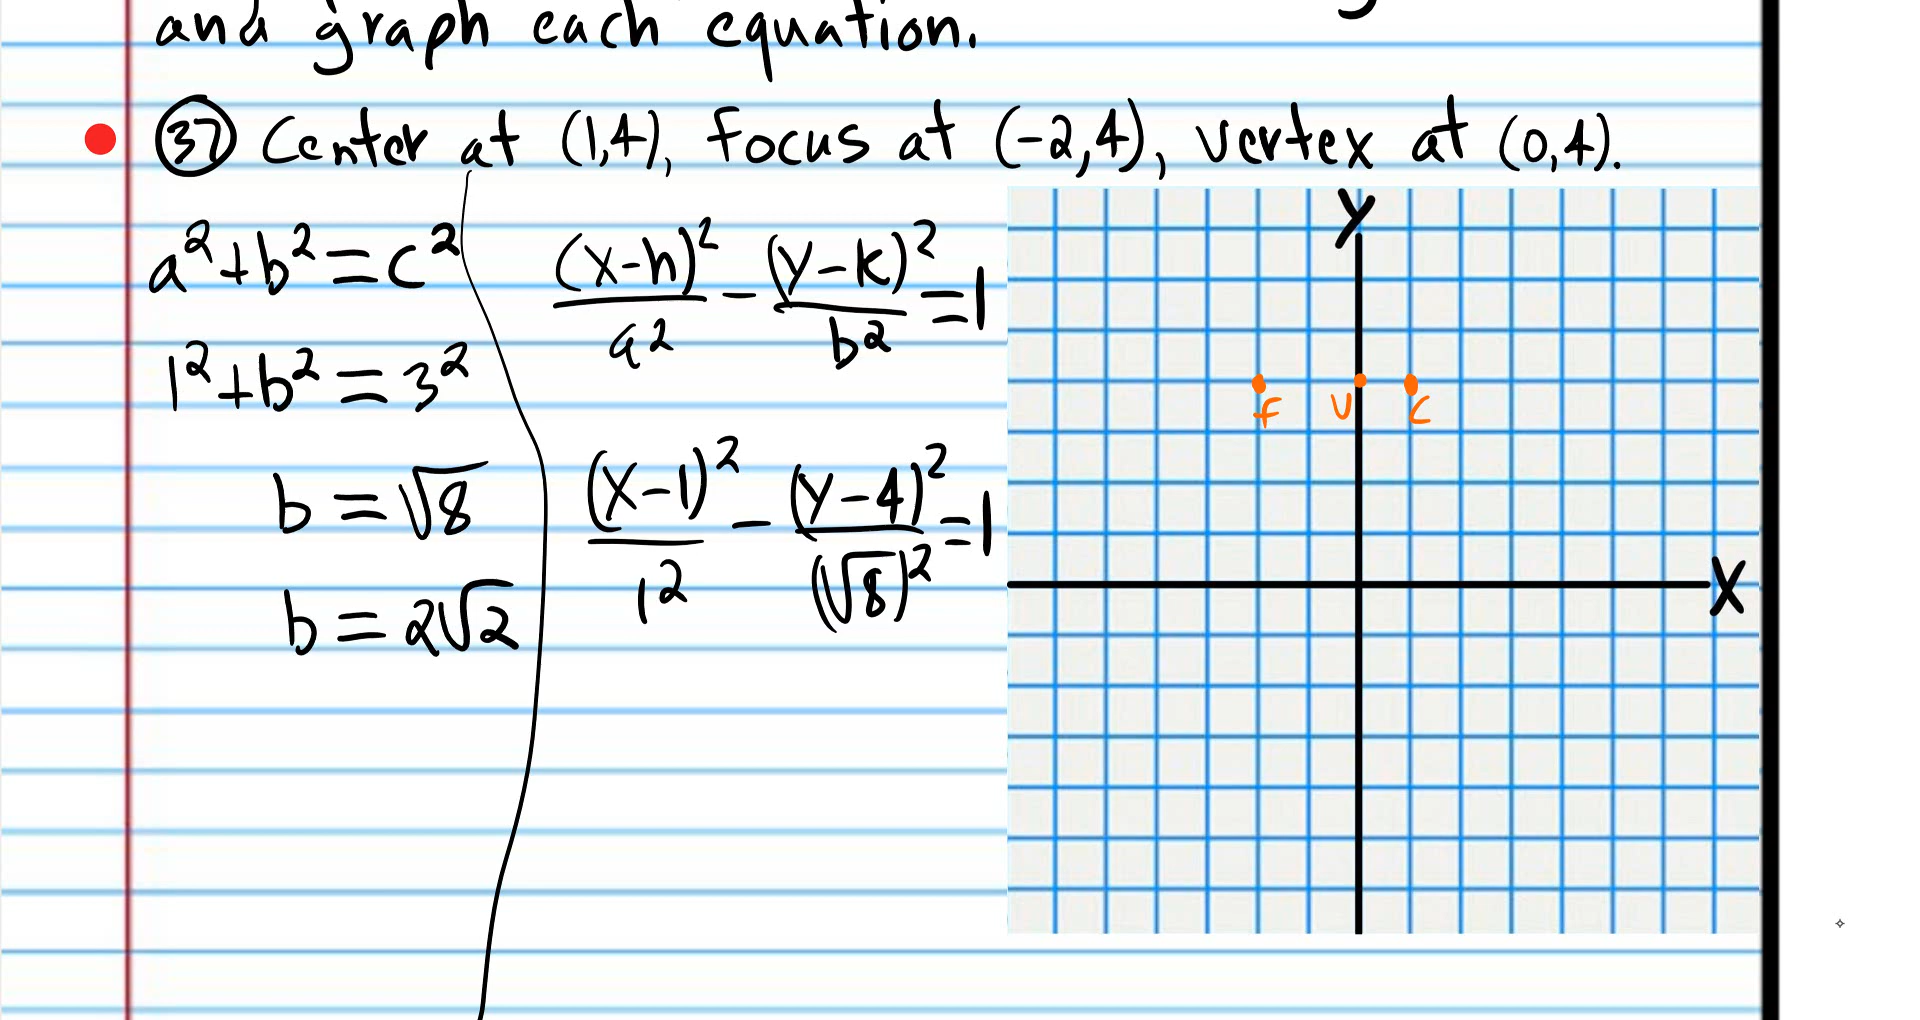 and graph each equation.
37 Center at (1,4), focus at (-2,4), vertex at (0,4).
a²+b²=c²
1²+b²=3²
b=√8
b=2√2
(x-h)²/a² - (y-k)²/b² =1
(x-1)²/1² - (y-4)²/(√8)² =1
Y
F V C
X